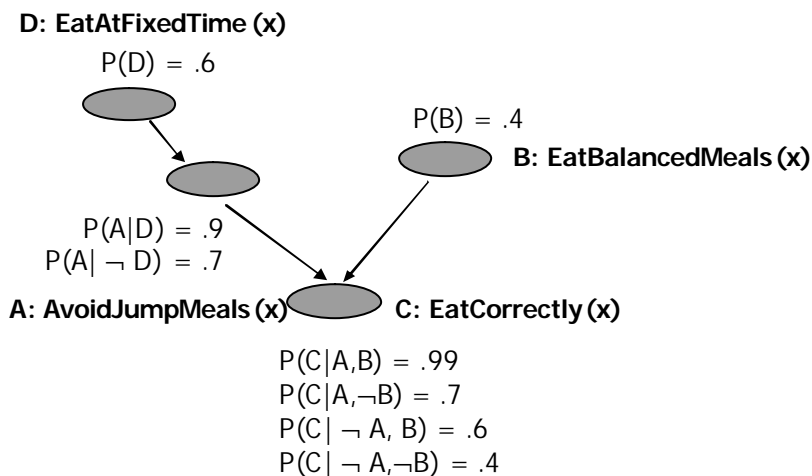 D: EatAtFixedTime (x)
P(D) = .6
P(B) = .4
B: EatBalancedMeals (x)
P(A|D) = .9
P(A| ¬ D) = .7
A: AvoidJumpMeals (x)
C: EatCorrectly (x)
P(C|A,B) = .99
P(C|A,¬B) = .7
P(C| ¬ A, B) = .6
P(C| ¬ A,¬B) = .4